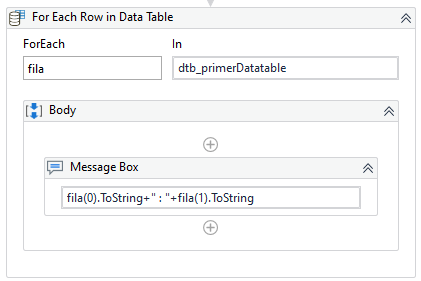 For Each Row in Data Table
ForEach In
fila dtb_primerDatatable
Body
Message Box
fila(0).ToString+" : "+fila(1).ToString